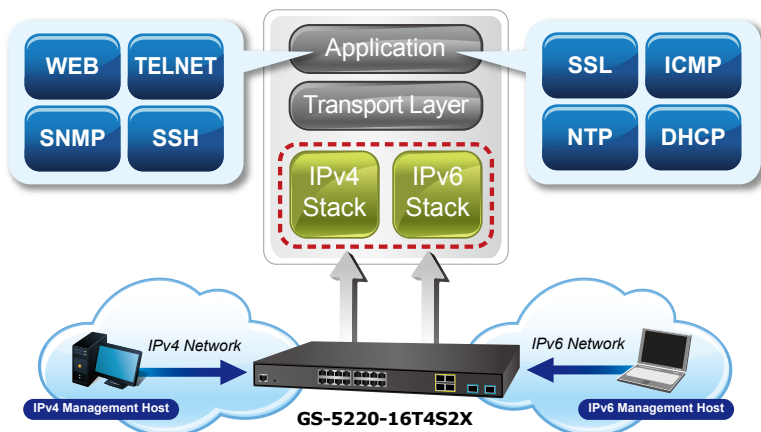 WEB
TELNET
SNMP
SSH
Application
Transport Layer
IPv4
Stack
IPv6
Stack
SSL
ICMP
NTP
DHCP
IPv4 Network
IPv4 Management Host
GS-5220-16T4S2X
IPv6 Network
IPv6 Management Host